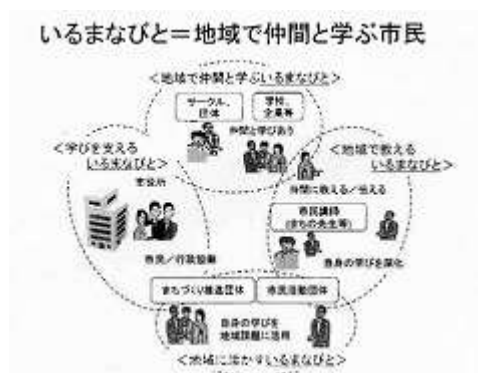 いるまなびと＝地域で仲間と学ぶ市民
＜地域で仲間と学ぶいるまなびと＞
サークル、
団体
学校、
企業等
仲間と学びあう
＜学びを支える
いるまなびと＞
市役所
市民／行政協働
＜地域で教える
いるまなびと＞
仲間に教える／伝える
市民講師
(まちの先生等)
自身の学びを深化
まちづくり推進団体
市民活動団体
自身の学びを
地域課題に活用
＜地域に活かすいるまなびと＞